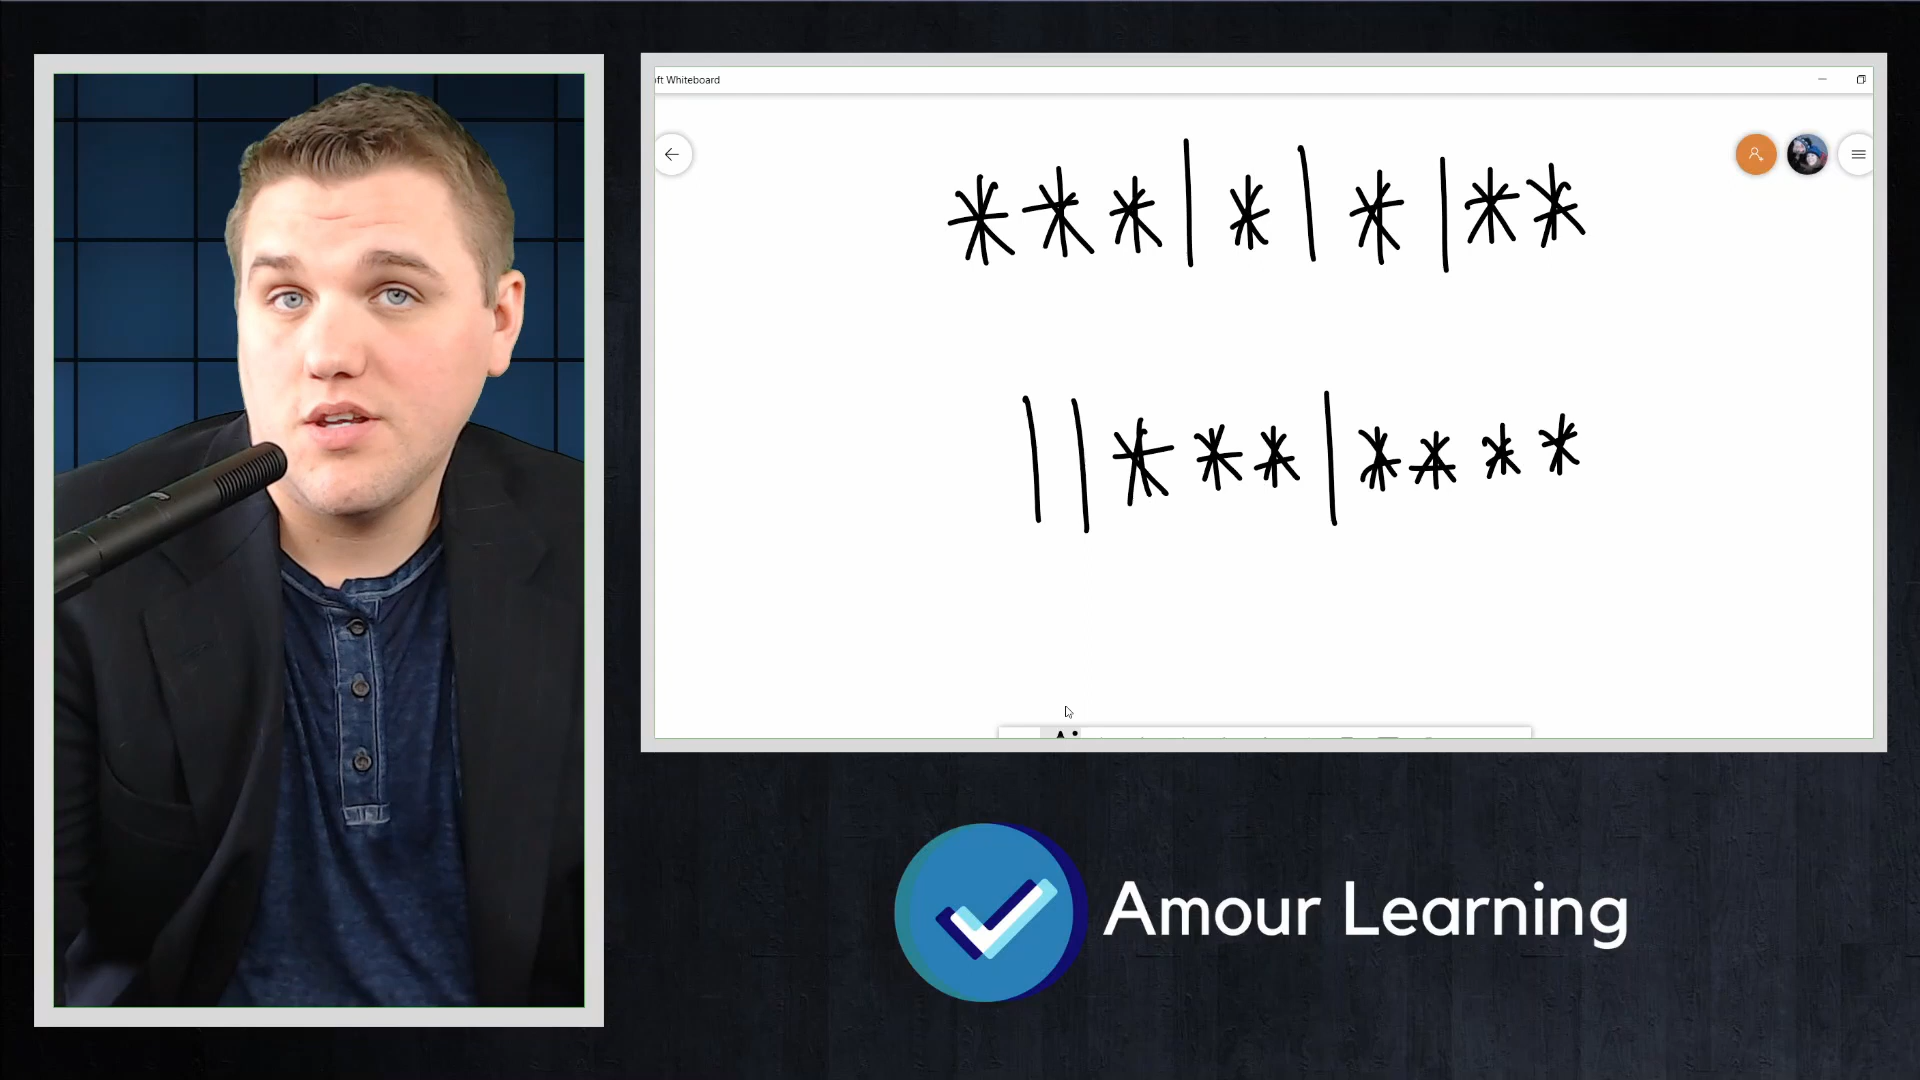 ft Whiteboard
* * * | * | * | * *
| | * * * | * * * *
Amour Learning